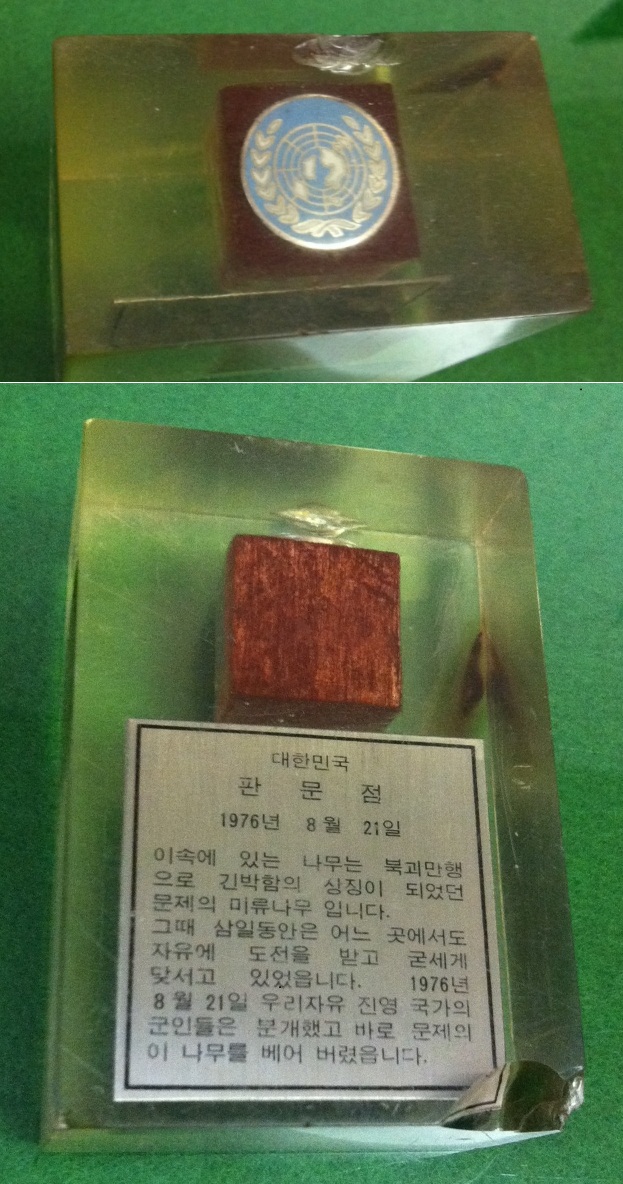 대한민국
판 문 점
1976년 8월 21일
이속에 있는 나무는 북괴만행
으로 긴박함의 상징이 되었던
문제의 미류나무 입니다.
그때 삼일동안은 어느 곳에서도
자유에 도전을 받고 굳세게
맞서고 있었읍니다. 1976년
8월 21일 우리자유 진영 국가의
군인들은 분개했고 바로 문제의
이 나무를 베어 버렸읍니다.